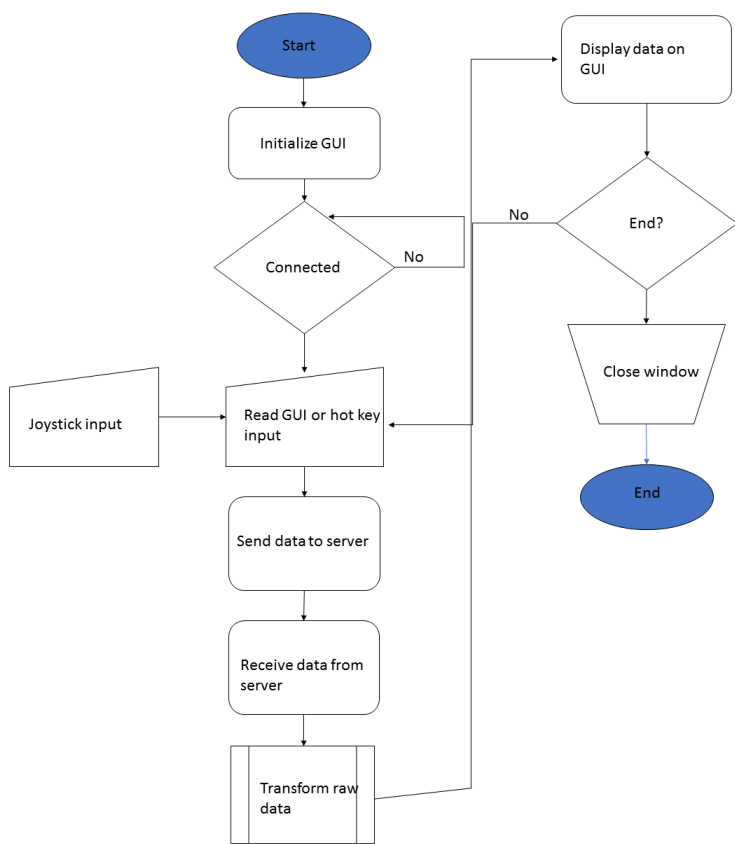 Start
Initialize GUI
Connected
No
Joystick input
Read GUI or hot key
input
Send data to server
Receive data from
server
Transform raw
data
Display data on
GUI
End?
No
Close window
End